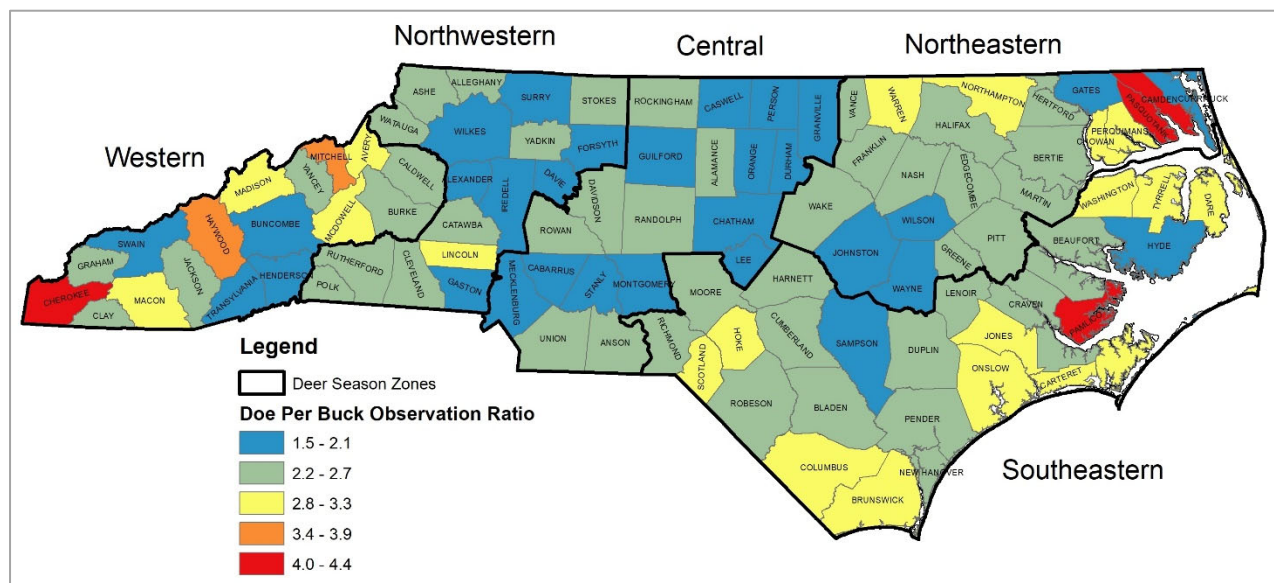 Northwestern
Central
Northeastern
Western
Southeastern
ALLEGHANY
ASHE
SURRY
STOKES
ROCKINGHAM
CASWELL
PERSON
GRANVILLE
VANCE
WARREN
NORTHAMPTON
HERTFORD
GATES
CAMDEN
CURRITUCK
PASQUOTANK
PERQUIMANS
CHOWAN
WATAUGA
WILKES
YADKIN
FORSYTH
GUILFORD
ALAMANCE
ORANGE
DURHAM
FRANKLIN
HALIFAX
BERTIE
MITCHELL
AVERY
YANCEY
CALDWELL
ALEXANDER
IREDELL
DAVIE
DAVIDSON
NASH
EDGECOMBE
MARTIN
WASHINGTON
TYRRELL
DARE
MADISON
MCDOWELL
BURKE
CATAWBA
ROWAN
RANDOLPH
CHATHAM
WAKE
WILSON
PITT
BEAUFORT
HYDE
SWAIN
HAYWOOD
BUNCOMBE
RUTHERFORD
CLEVELAND
LINCOLN
LEE
JOHNSTON
GREENE
GRAHAM
JACKSON
HENDERSON
POLK
GASTON
MECKLENBURG
CABARRUS
STANLY
MONTGOMERY
MOORE
HARNETT
WAYNE
LENOIR
CRAVEN
PAMLICO
CHEROKEE
CLAY
MACON
TRANSYLVANIA
UNION
ANSON
RICHMOND
SCOTLAND
HOKE
CUMBERLAND
SAMPSON
DUPLIN
JONES
ONSLOW
CARTERET
ROBESON
BLADEN
PENDER
COLUMBUS
NEW HANOVER
BRUNSWICK
Legend
Deer Season Zones
Doe Per Buck Observation Ratio
1.5 - 2.1
2.2 - 2.7
2.8 - 3.3
3.4 - 3.9
4.0 - 4.4